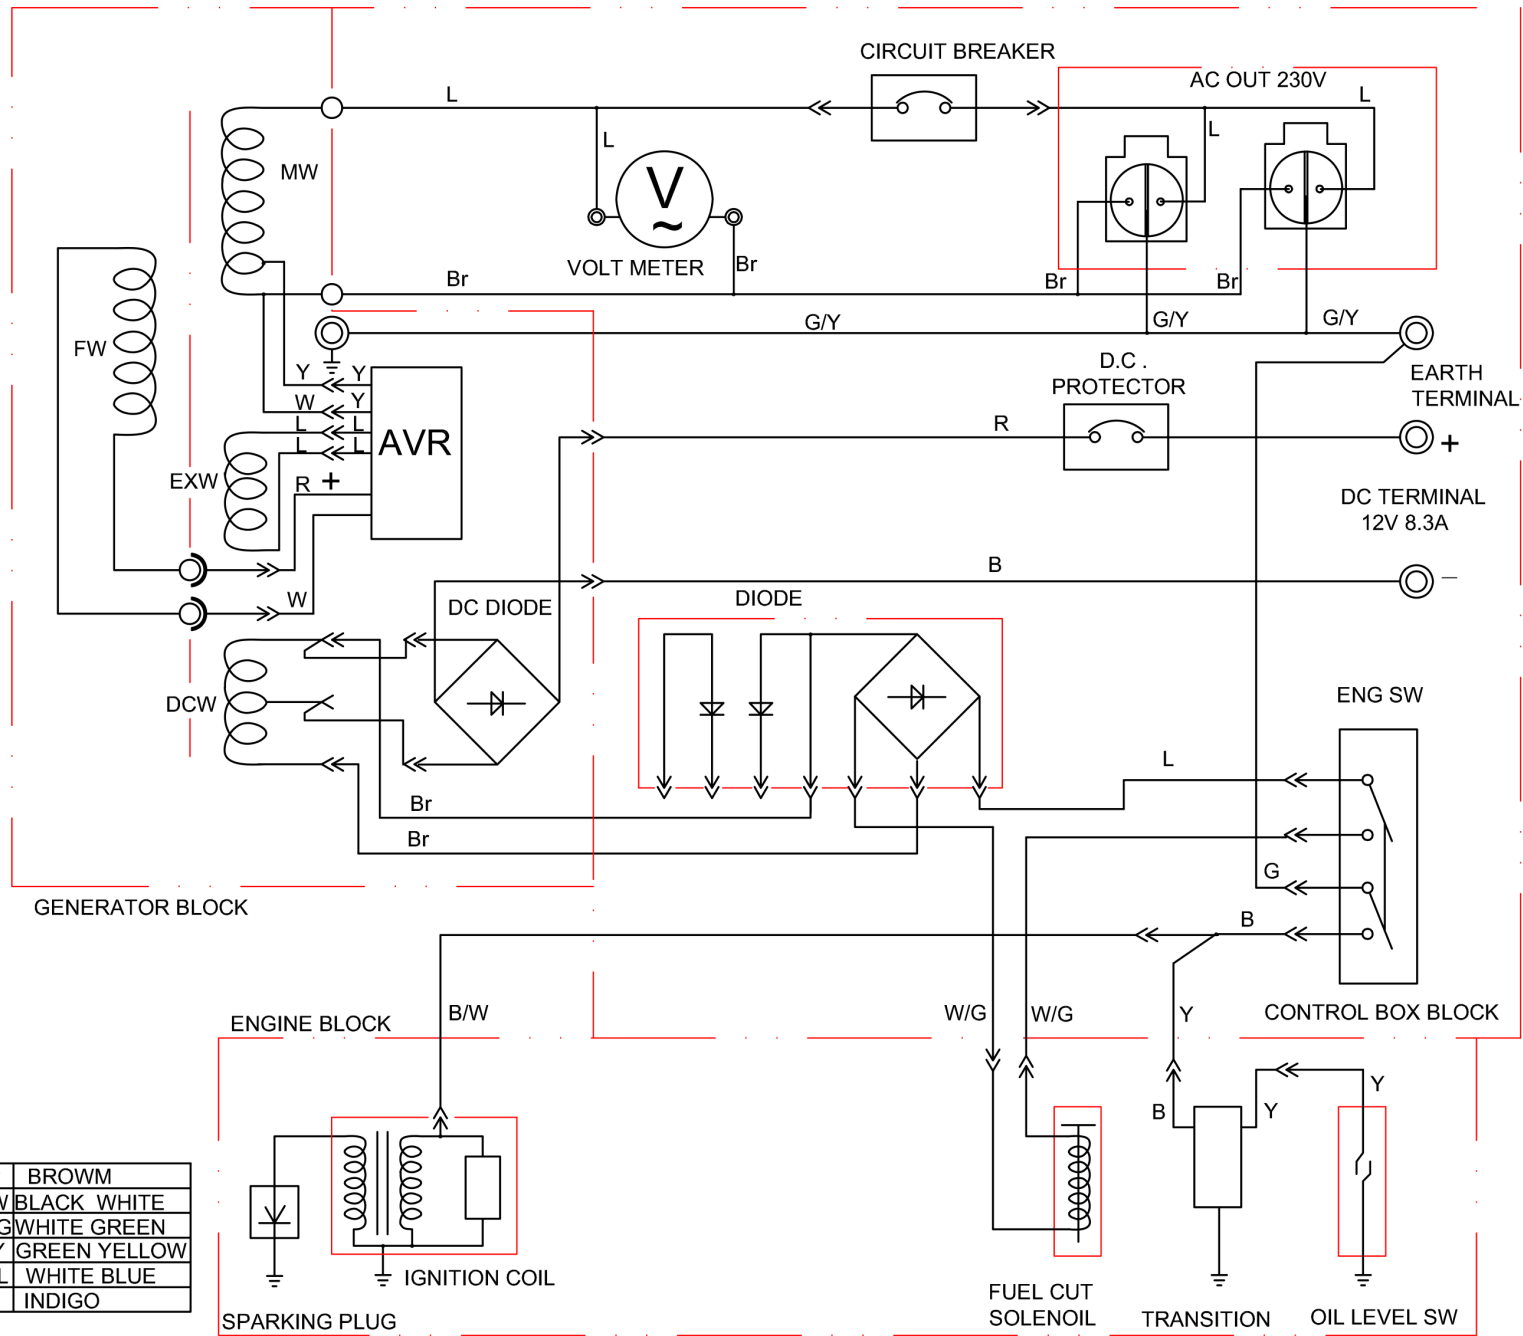 CIRCUIT BREAKER
AC OUT 230V
L
L
L
L
MW
V
~
VOLT METER
Br
Br
Br
Br
G/Y
G/Y
G/Y
FW
Y
Y
W
Y
L
L
L
L
AVR
EXW
R +
W
D.C .
PROTECTOR
R
EARTH
TERMINAL
+
DC TERMINAL
12V 8.3A
B
−
DC DIODE
DIODE
DCW
ENG SW
L
Br
Br
G
B
GENERATOR BLOCK
B/W
W/G
W/G
Y
CONTROL BOX BLOCK
ENGINE BLOCK
B
Y
Y
IGNITION COIL
SPARKING PLUG
FUEL CUT
SOLENOIL
TRANSITION
OIL LEVEL SW
BROWM
W BLACK WHITE
G WHITE GREEN
Y GREEN YELLOW
L WHITE BLUE
INDIGO